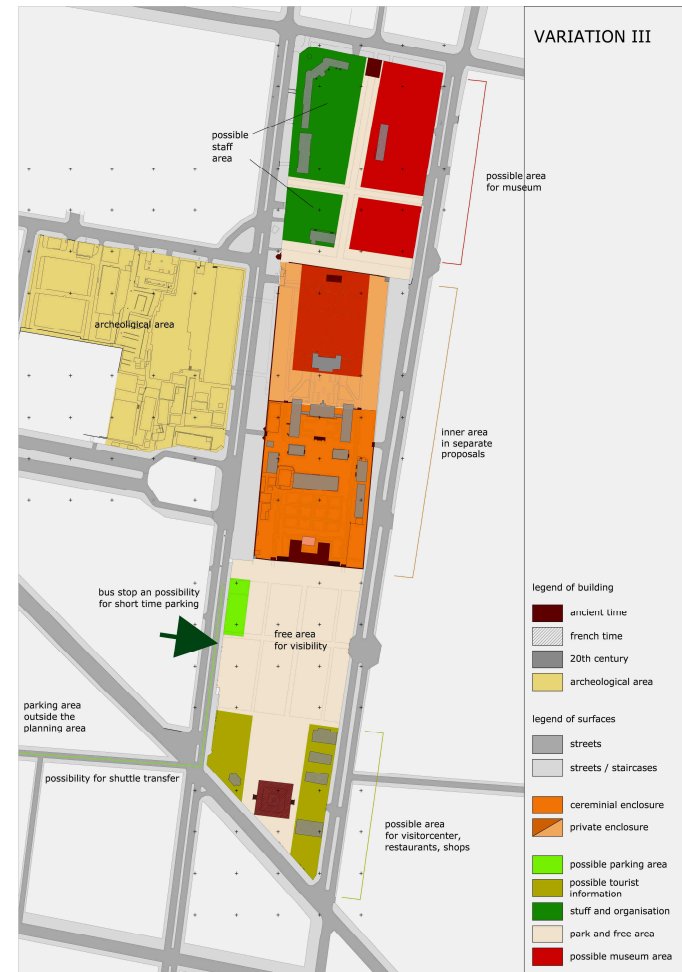 VARIATION III
possible
staff
area
possible area
for museum
archeoligical area
inner area
in separate
proposals
bus stop an possibility
for short time parking
free area
for visibility
parking area
outside the
planning area
possibility for shuttle transfer
possible area
for visitorcenter,
restaurants, shops
legend of building
ancient time
french time
20th century
archeological area
legend of surfaces
streets
streets / staircases
cereminial enclosure
private enclosure
possible parking area
possible tourist
information
stuff and organisation
park and free area
possible museum area